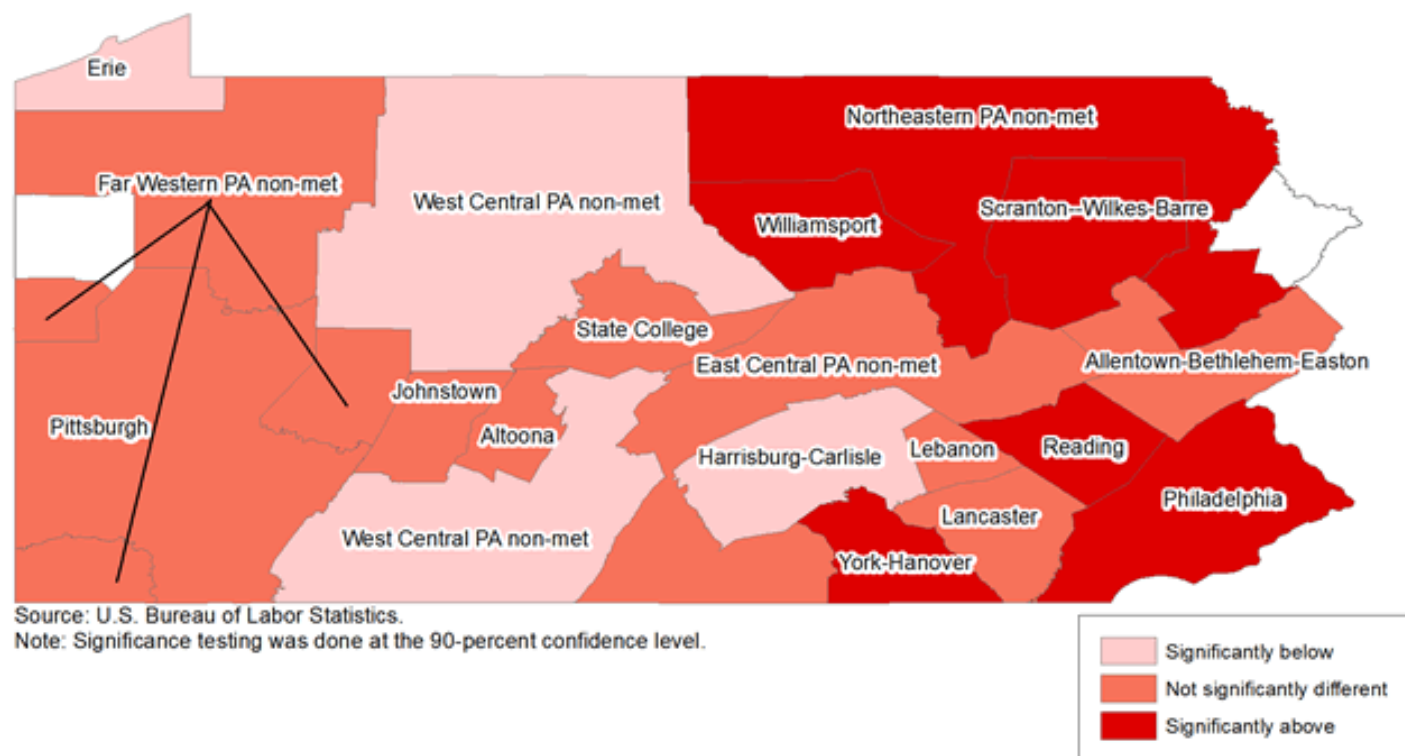 Erie
Northeastern PA non-met
Far Western PA non-met
West Central PA non-met
Scranton--Wilkes-Barre
Williamsport
State College
East Central PA non-met
Allentown-Bethlehem-Easton
Johnstown
Pittsburgh
Altoona
Harrisburg-Carlisle
Lebanon
Reading
Philadelphia
Lancaster
West Central PA non-met
York-Hanover
Source: U.S. Bureau of Labor Statistics.
Note: Significance testing was done at the 90-percent confidence level.
Significantly below
Not significantly different
Significantly above